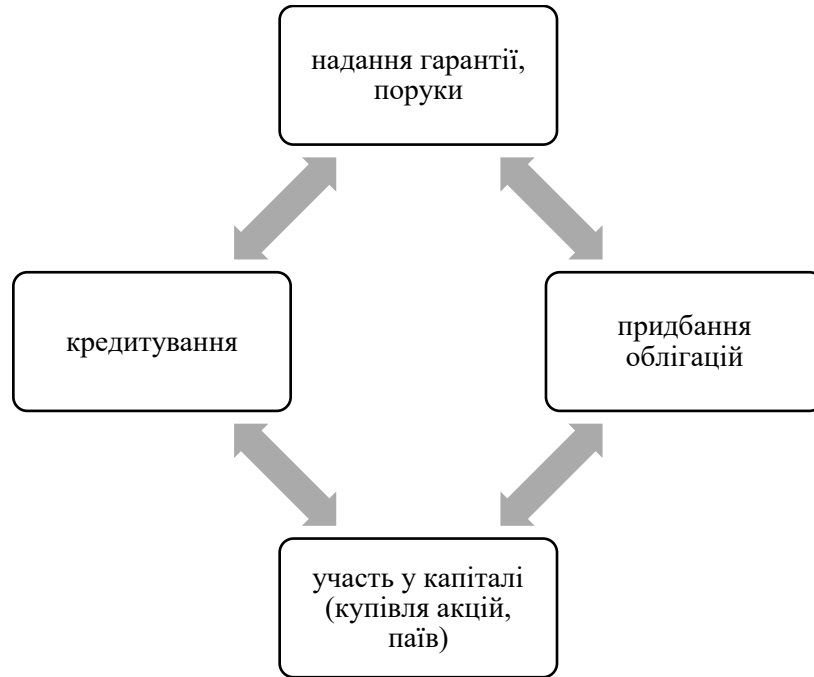 надання гарантії,
поруки
кредитування
придбання
облігацій
участь у капіталі
(купівля акцій,
паїв)